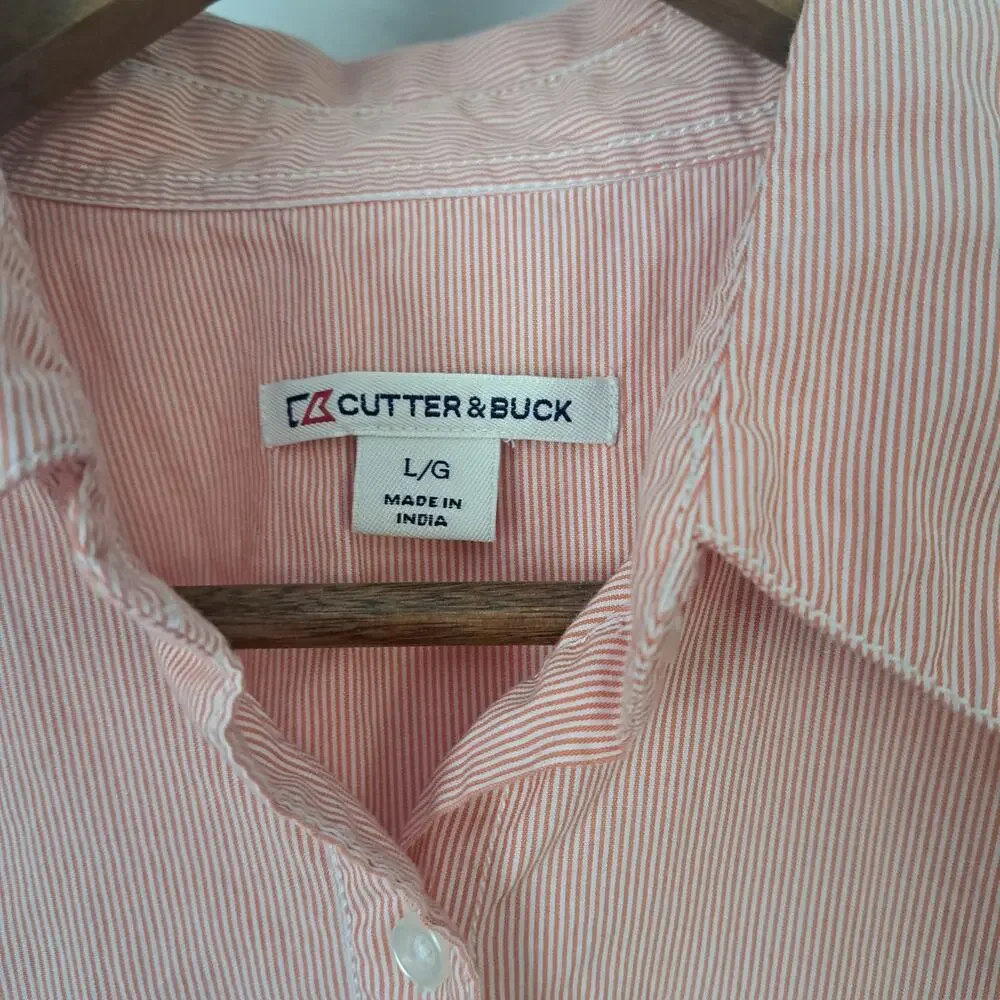 CUTTER & BUCK
L/G
MADE IN
INDIA